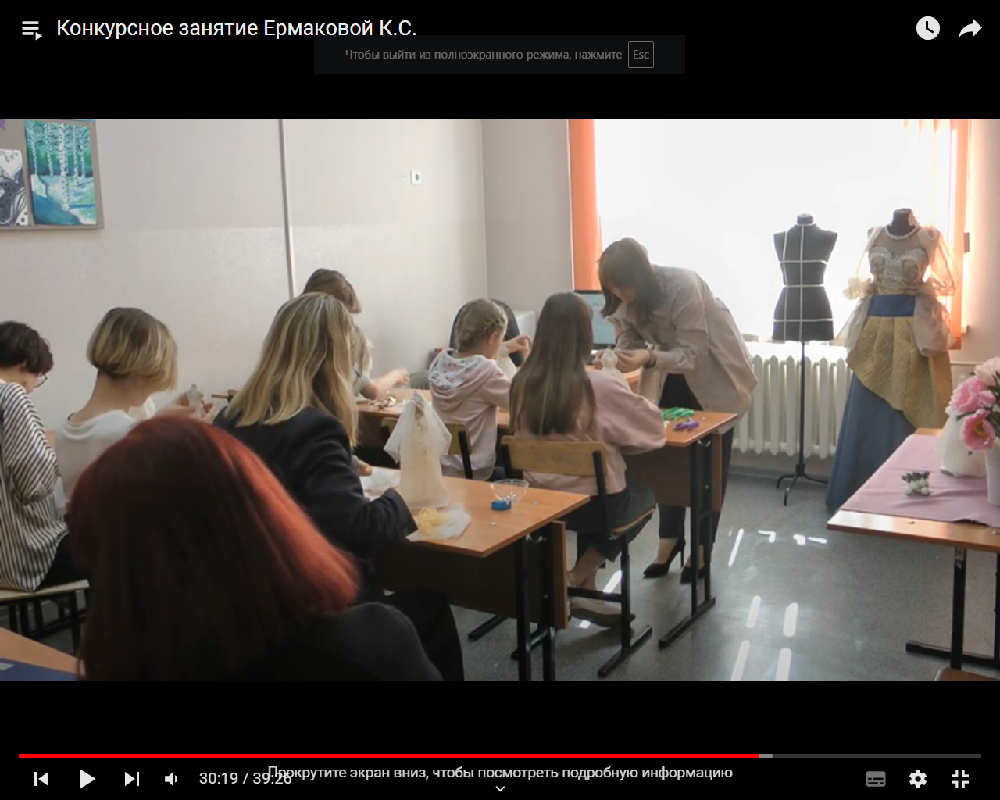 Конкурсное занятие Ермаковой К.С.
Чтобы выйти из полноэкранного режима, нажмите Esc
30:19 / 39:26
Прокрутите экран вниз, чтобы посмотреть подробную информацию